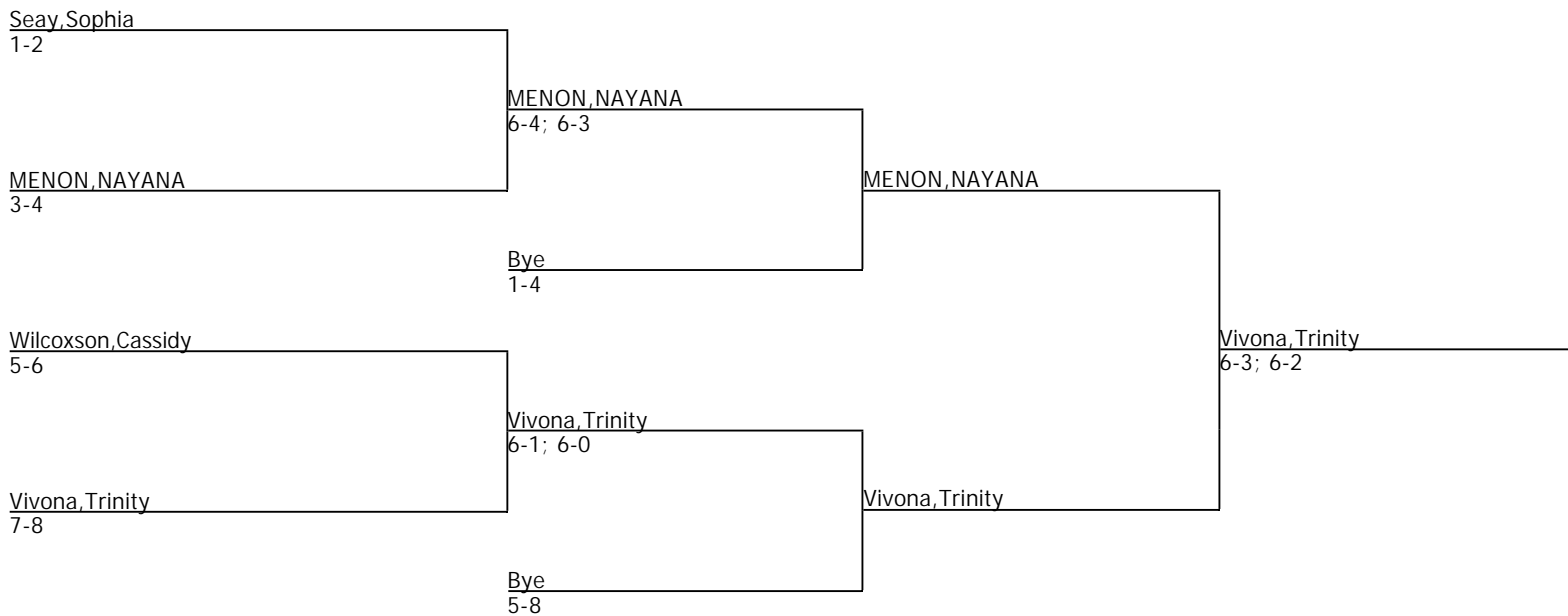 Seay,Sophia
1-2
MENON,NAYANA
6-4; 6-3
MENON,NAYANA
3-4
MENON,NAYANA
Bye
1-4
Wilcoxson,Cassidy
5-6
Vivona,Trinity
6-3; 6-2
Vivona,Trinity
6-1; 6-0
Vivona,Trinity
7-8
Vivona,Trinity
Bye
5-8